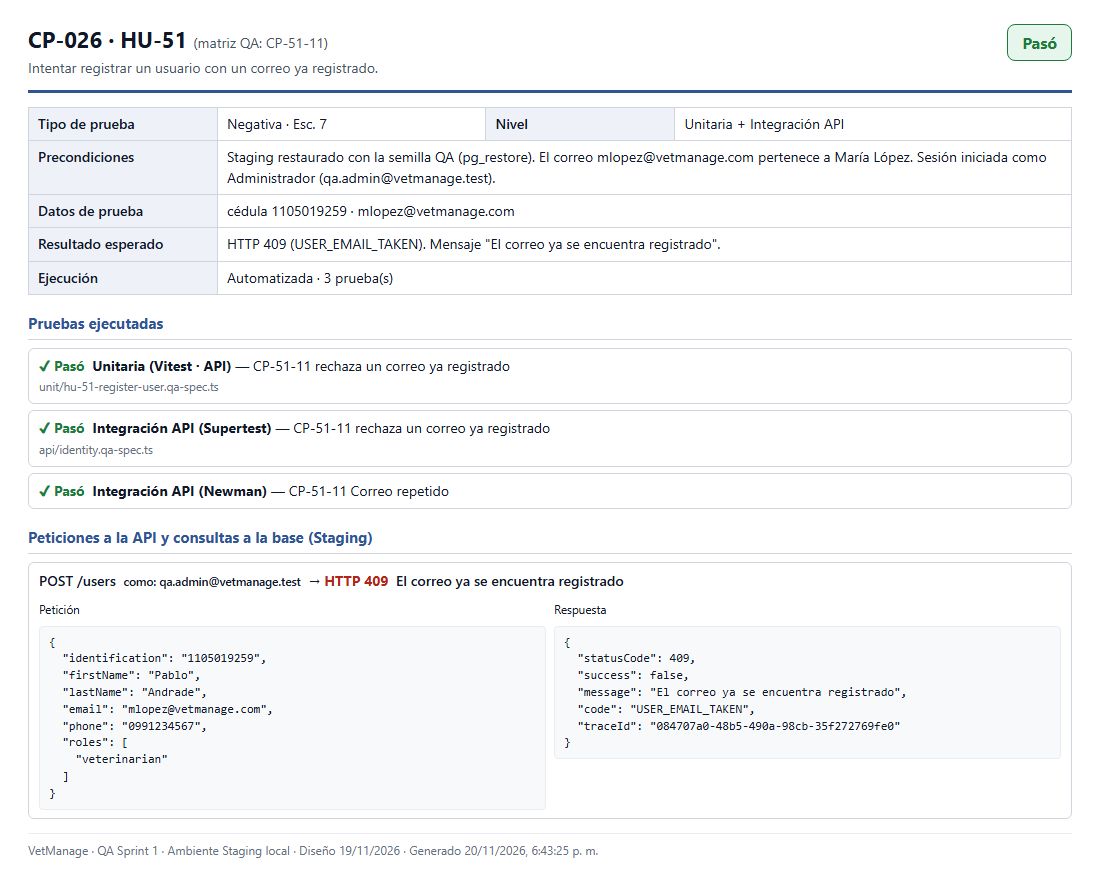 CP-026 · HU-51 (matriz QA: CP-51-11)
Pasó
Intentar registrar un usuario con un correo ya registrado.
Tipo de prueba Negativa · Esc. 7 Nivel Unitaria + Integración API
Precondiciones Staging restaurado con la semilla QA (pg_restore). El correo mlopez@vetmanage.com pertenece a María López. Sesión iniciada como
Administrador (qa.admin@vetmanage.test).
Datos de prueba cédula 1105019259 · mlopez@vetmanage.com
Resultado esperado HTTP 409 (USER_EMAIL_TAKEN). Mensaje "El correo ya se encuentra registrado".
Ejecución Automatizada · 3 prueba(s)
Pruebas ejecutadas
✓ Pasó Unitaria (Vitest · API) — CP-51-11 rechaza un correo ya registrado
unit/hu-51-register-user.qa-spec.ts
✓ Pasó Integración API (Supertest) — CP-51-11 rechaza un correo ya registrado
api/identity.qa-spec.ts
✓ Pasó Integración API (Newman) — CP-51-11 Correo repetido
Peticiones a la API y consultas a la base (Staging)
POST /users como: qa.admin@vetmanage.test → HTTP 409 El correo ya se encuentra registrado
Petición
{
  "identification": "1105019259",
  "firstName": "Pablo",
  "lastName": "Andrade",
  "email": "mlopez@vetmanage.com",
  "phone": "0991234567",
  "roles": [
    "veterinarian"
  ]
}
Respuesta
{
  "statusCode": 409,
  "success": false,
  "message": "El correo ya se encuentra registrado",
  "code": "USER_EMAIL_TAKEN",
  "traceId": "084707a0-48b5-490a-98cb-35f272769fe0"
}
VetManage · QA Sprint 1 · Ambiente Staging local · Diseño 19/11/2026 · Generado 20/11/2026, 6:43:25 p. m.